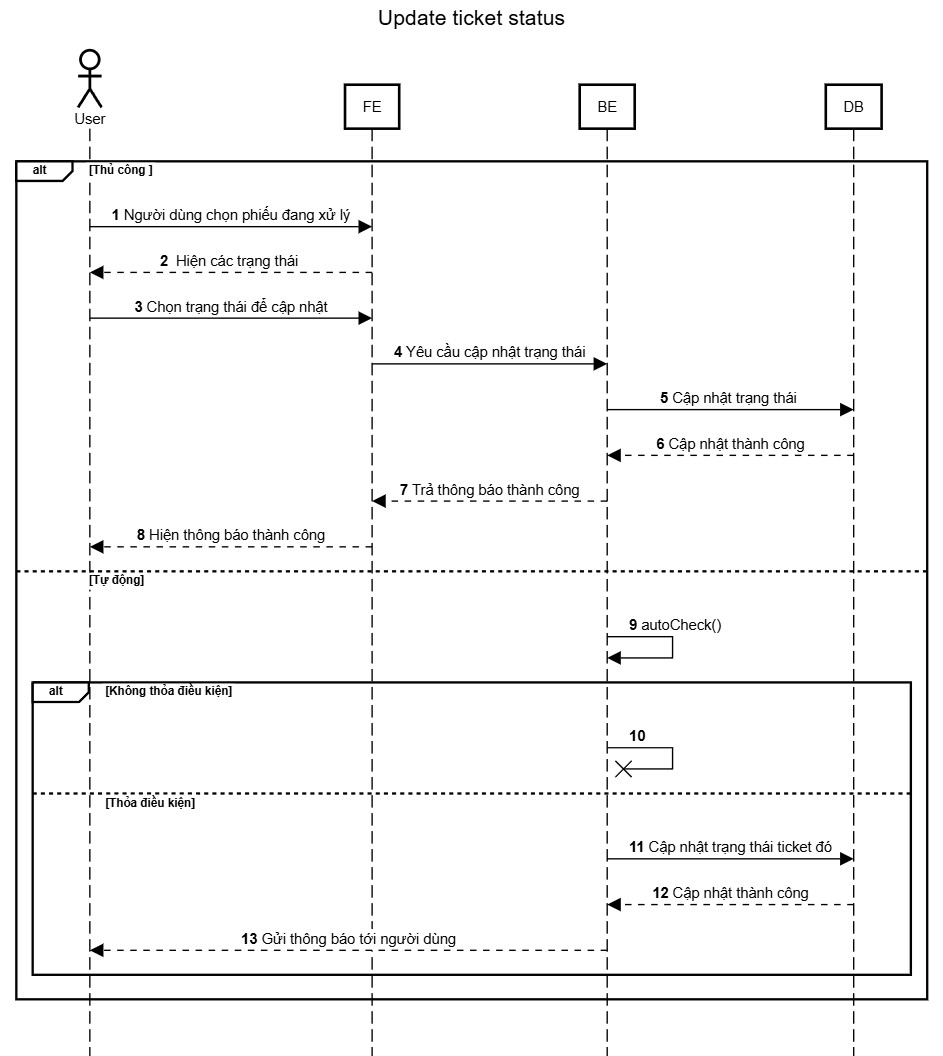 Update ticket status
User
FE
BE
DB
alt
[Thủ công ]
1 Người dùng chọn phiếu đang xử lý
2 Hiện các trạng thái
3 Chọn trạng thái để cập nhật
4 Yêu cầu cập nhật trạng thái
5 Cập nhật trạng thái
6 Cập nhật thành công
7 Trả thông báo thành công
8 Hiện thông báo thành công
[Tự động]
9 autoCheck()
alt
[Không thỏa điều kiện]
10
[Thỏa điều kiện]
11 Cập nhật trạng thái ticket đó
12 Cập nhật thành công
13 Gửi thông báo tới người dùng